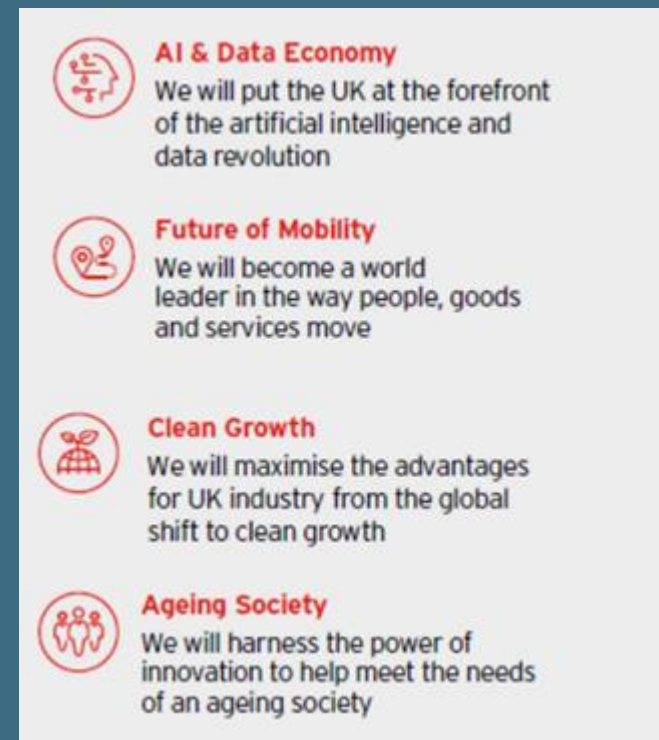 AI & Data Economy
We will put the UK at the forefront
of the artificial intelligence and
data revolution
Future of Mobility
We will become a world
leader in the way people, goods
and services move
Clean Growth
We will maximise the advantages
for UK industry from the global
shift to clean growth
Ageing Society
We will harness the power of
innovation to help meet the needs
of an ageing society